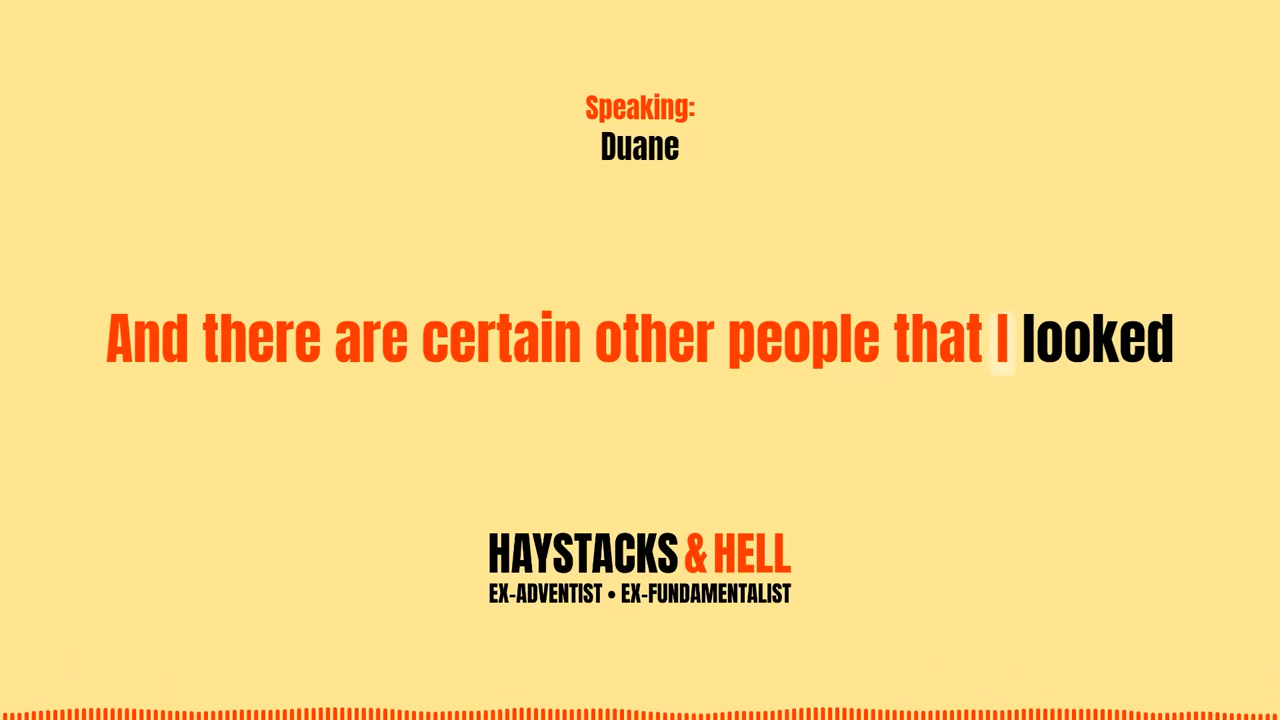 Speaking:
Duane
And there are certain other people that I looked
HAYSTACKS & HELL
EX-ADVENTIST • EX-FUNDAMENTALIST